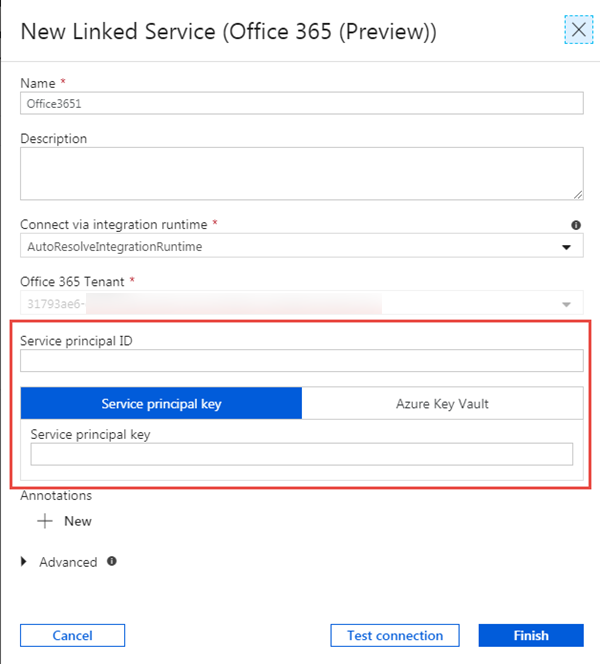 New Linked Service (Office 365 (Preview))
Name *
Office3651
Description
Connect via integration runtime *
AutoResolveIntegrationRuntime
Office 365 Tenant *
31793ae6-
Service principal ID
Service principal key
Azure Key Vault
Service principal key
Annotations
New
Advanced
Cancel
Test connection
Finish